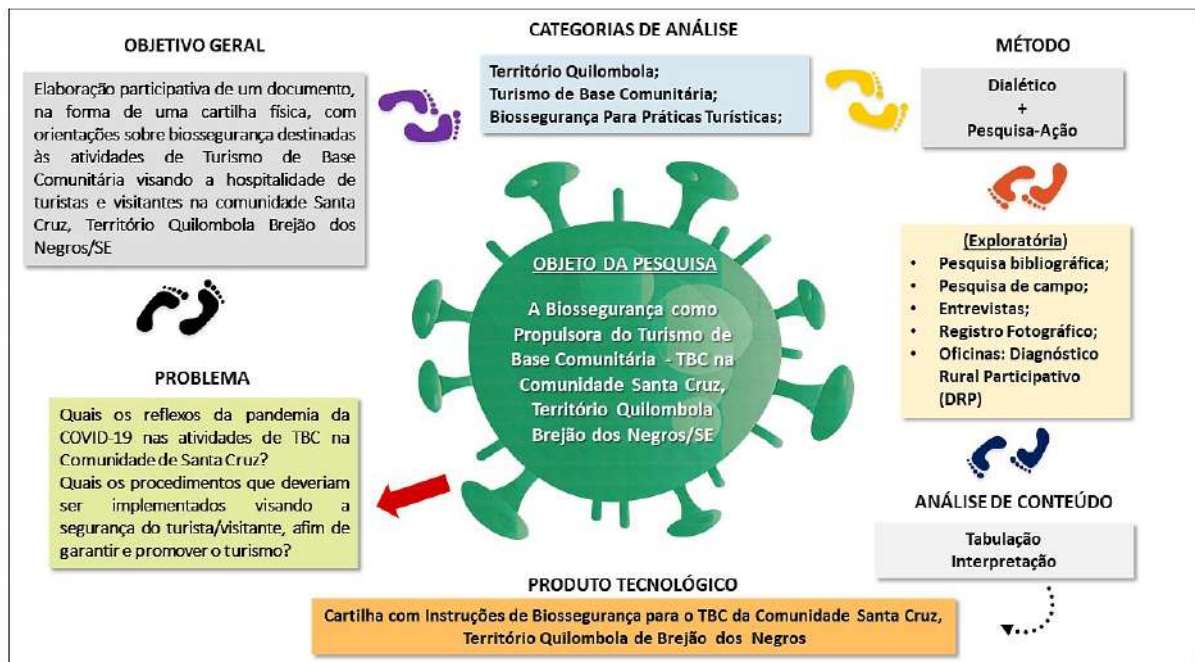 OBJETIVO GERAL
Elaboração participativa de um documento,
na forma de uma cartilha física, com
orientações sobre biossegurança destinadas
às atividades de Turismo de Base
Comunitária visando a hospitalidade de
turistas e visitantes na comunidade Santa
Cruz, Território Quilombola Brejão dos
Negros/SE
CATEGORIAS DE ANÁLISE
Território Quilombola;
Turismo de Base Comunitária;
Biossegurança Para Práticas Turísticas;
MÉTODO
Dialético
+
Pesquisa-Ação
(Exploratória)
• Pesquisa bibliográfica;
• Pesquisa de campo;
• Entrevistas;
• Registro Fotográfico;
• Oficinas: Diagnóstico
Rural Participativo
(DRP)
OBJETO DA PESQUISA
A Biossegurança como
Propulsora do Turismo de
Base Comunitária - TBC na
Comunidade Santa Cruz,
Território Quilombola
Brejão dos Negros/SE
PROBLEMA
Quais os reflexos da pandemia da
COVID-19 nas atividades de TBC na
Comunidade de Santa Cruz?
Quais os procedimentos que deveriam
ser implementados visando a
segurança do turista/visitante, afim de
garantir e promover o turismo?
ANÁLISE DE CONTEÚDO
Tabulação
Interpretação
PRODUTO TECNOLÓGICO
Cartilha com Instruções de Biossegurança para o TBC da Comunidade Santa Cruz,
Território Quilombola de Brejão dos Negros